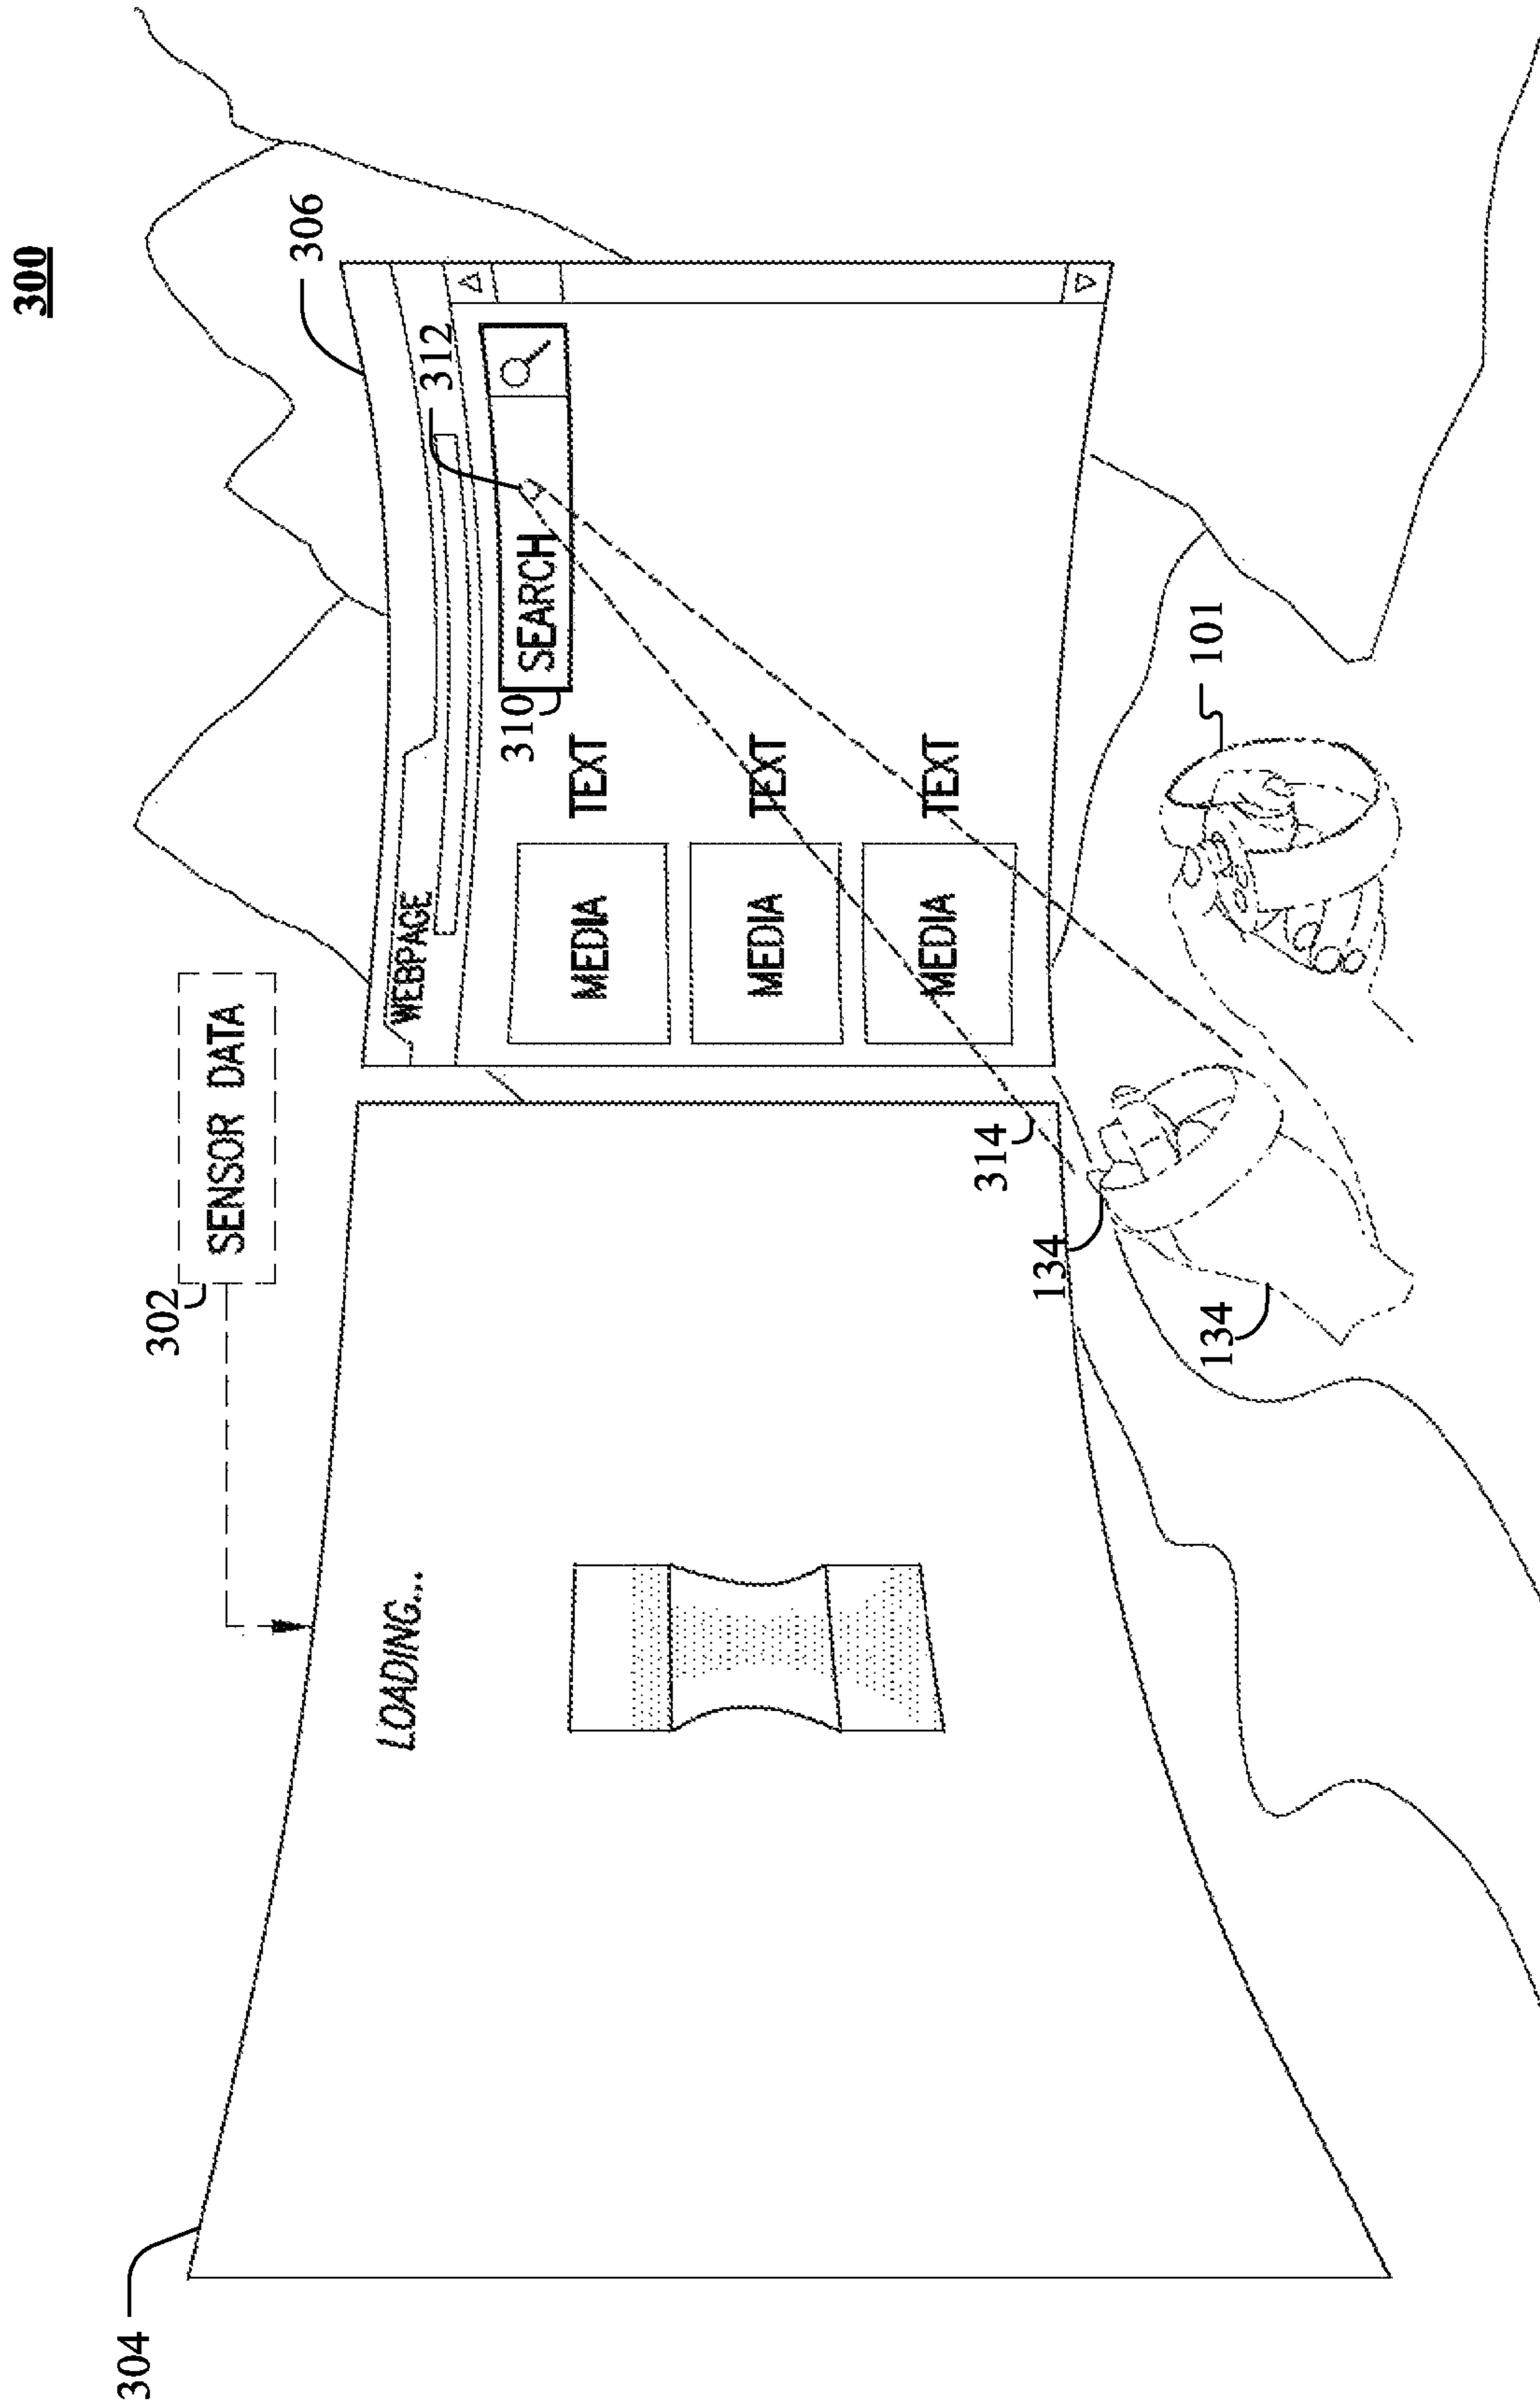 300
302
SENSOR DATA
304
306
WEBPAGE
312
310
SEARCH
LOADING...
MEDIA TEXT
MEDIA TEXT
MEDIA TEXT
314
134
134
101